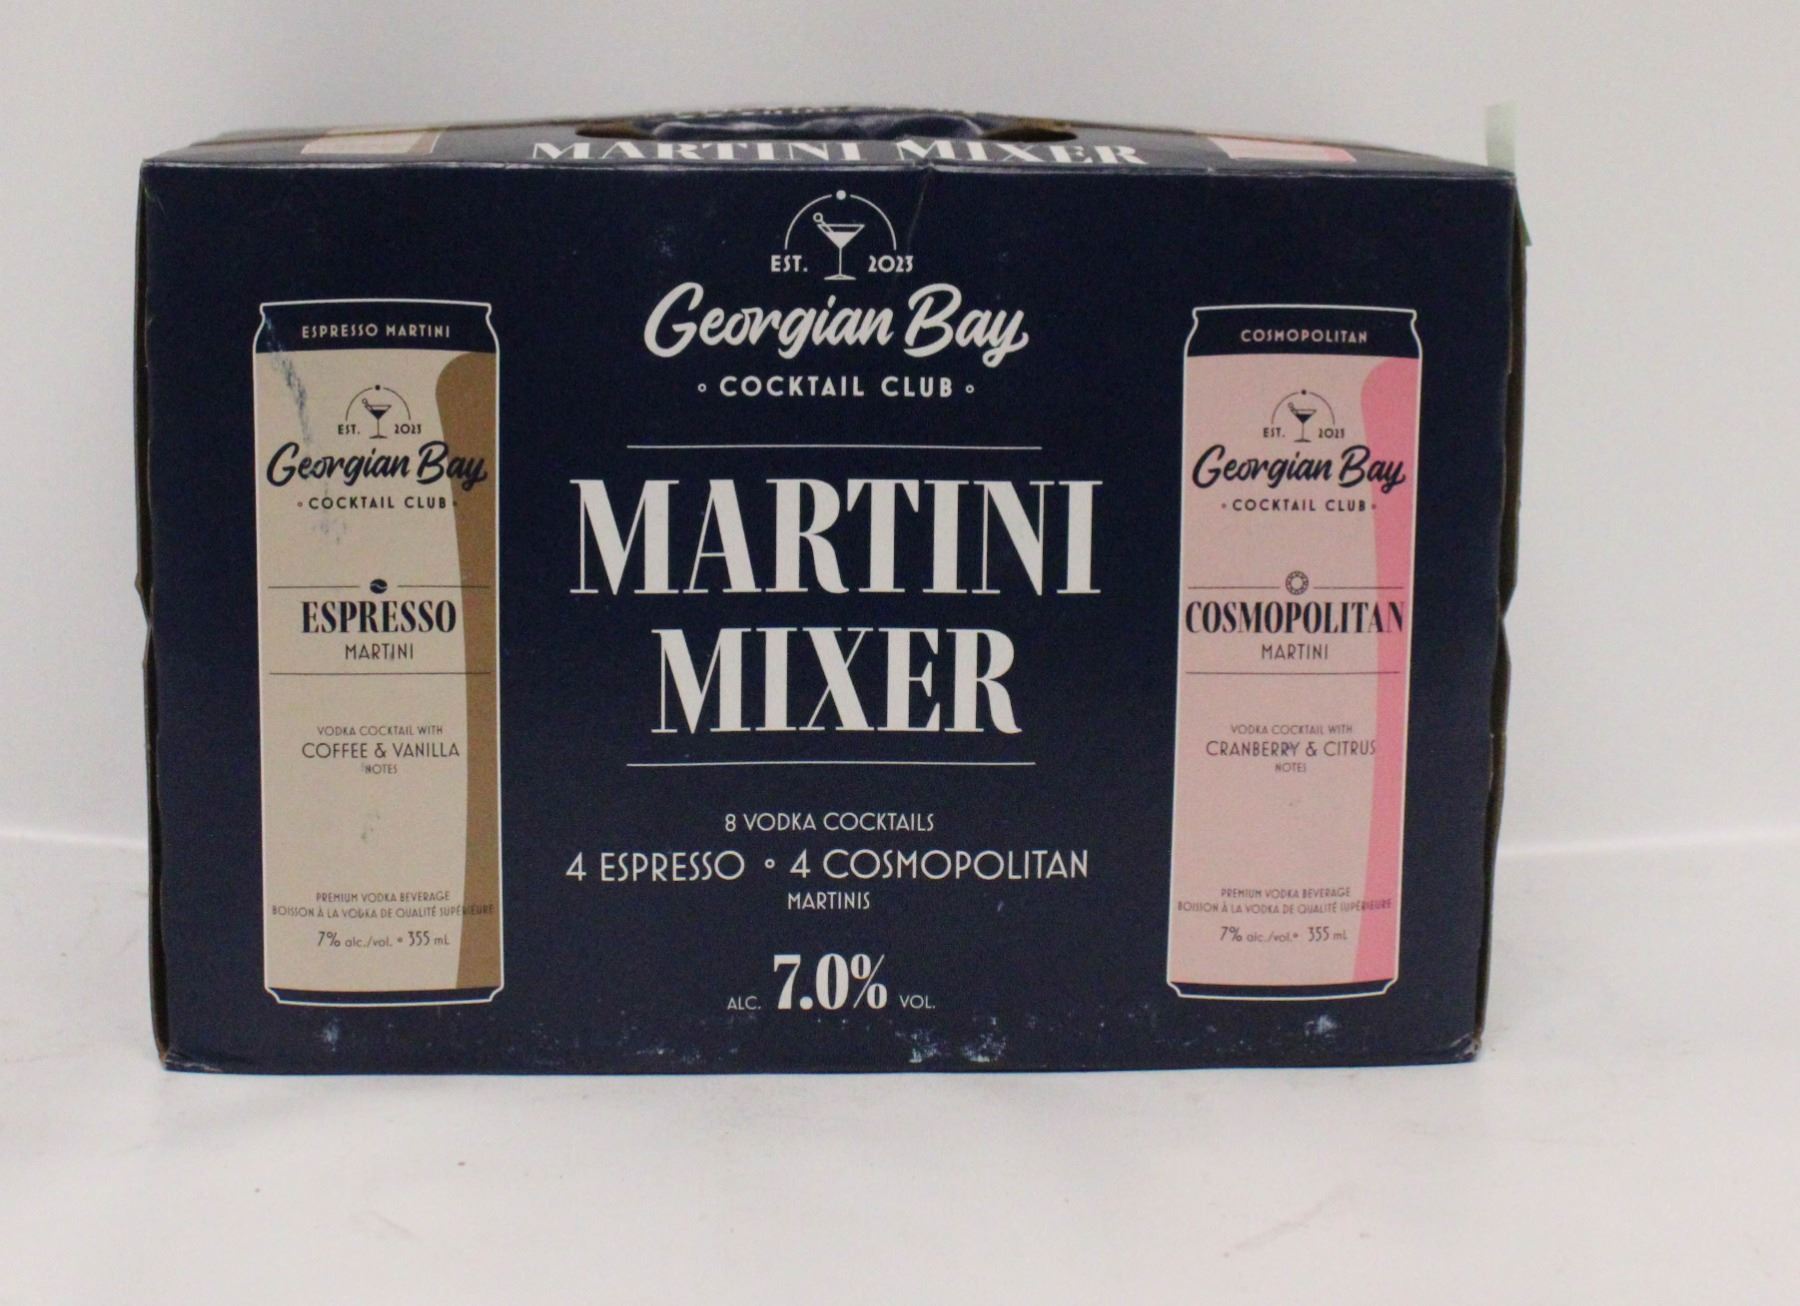 MARTINI MIXER
EST. 2023
Georgian Bay
COCKTAIL CLUB
MARTINI
MIXER
8 VODKA COCKTAILS
4 ESPRESSO ◦ 4 COSMOPOLITAN
MARTINIS
ALC. 7.0% VOL.
ESPRESSO MARTINI
EST. 2023
Georgian Bay
COCKTAIL CLUB
ESPRESSO
MARTINI
VODKA COCKTAIL WITH
COFFEE & VANILLA
NOTES
PREMIUM VODKA BEVERAGE
BOISSON À LA VODKA DE QUALITÉ SUPÉRIEURE
7% alc./vol. • 355 mL
COSMOPOLITAN
EST. 2023
Georgian Bay
COCKTAIL CLUB
COSMOPOLITAN
MARTINI
VODKA COCKTAIL WITH
CRANBERRY & CITRUS
NOTES
PREMIUM VODKA BEVERAGE
BOISSON À LA VODKA DE QUALITÉ SUPÉRIEURE
7% alc./vol. • 355 mL